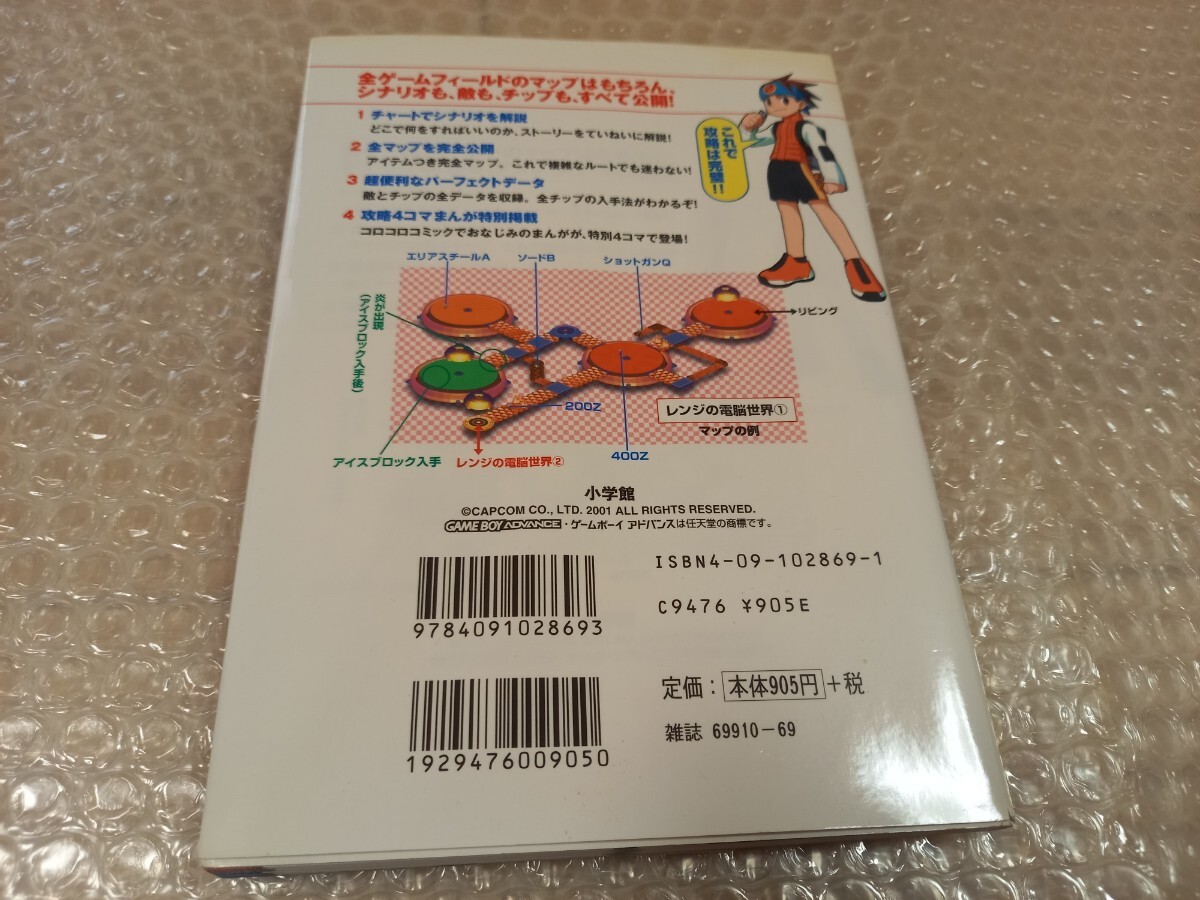 全ゲームフィールドのマップはもちろん、
シナリオも、敵も、チップも、すべて公開!
1 チャートでシナリオを解説
どこで何をすればいいのか、ストーリーをていねいに解説!
2 全マップを完全公開
アイテムつき完全マップ。これで複雑なルートでも迷わない!
3 超便利なパーフェクトデータ
敵とチップの全データを収録。全チップの入手法がわかるぞ!
4 攻略4コマまんが特別掲載
コロコロコミックでおなじみのまんがが、特別4コマで登場!
これで
攻略は完璧!!
エリアスチールA
ソードB
ショットガンQ
炎が出現
(アイスブロック入手後)
リビング
200Z
レンジの電脳世界①
マップの例
アイスブロック入手
レンジの電脳世界②
400Z
小学館
©CAPCOM CO., LTD. 2001 ALL RIGHTS RESERVED.
GAME BOY ADVANCE・ゲームボーイ アドバンスは任天堂の商標です。
ISBN4-09-102869-1
C9476 ¥905E
9784091028693
定価:本体905円+税
雑誌 69910-69
1929476009050